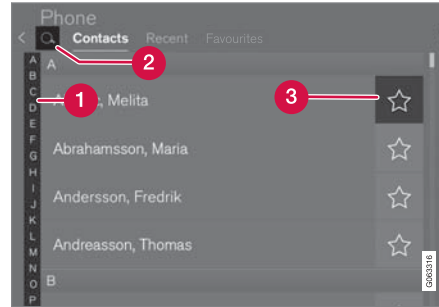 Phone
< Contacts Recent Favourites
A
B
C
D
E
F
G
H
I
J
K
L
M
N
O
P
A
Melita
Abrahamsson, Maria
Andersson, Fredrik
Andreasson, Thomas
B
1
2
3
G063316